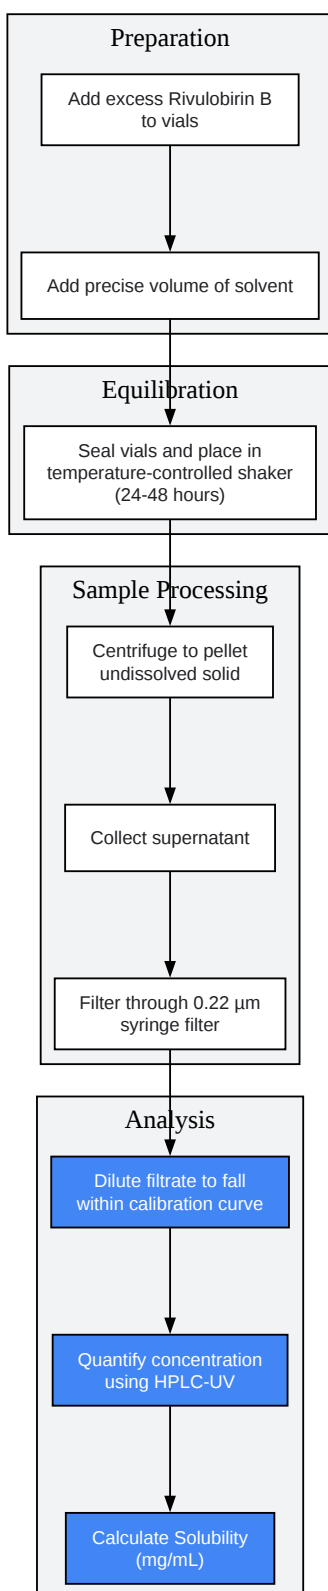 Preparation
Add excess Rivulobirin B
to vials
Add precise volume of solvent
Equilibration
Seal vials and place in
temperature-controlled shaker
(24-48 hours)
Sample Processing
Centrifuge to pellet
undissolved solid
Collect supernatant
Filter through 0.22 µm
syringe filter
Analysis
Dilute filtrate to fall
within calibration curve
Quantify concentration
using HPLC-UV
Calculate Solubility
(mg/mL)